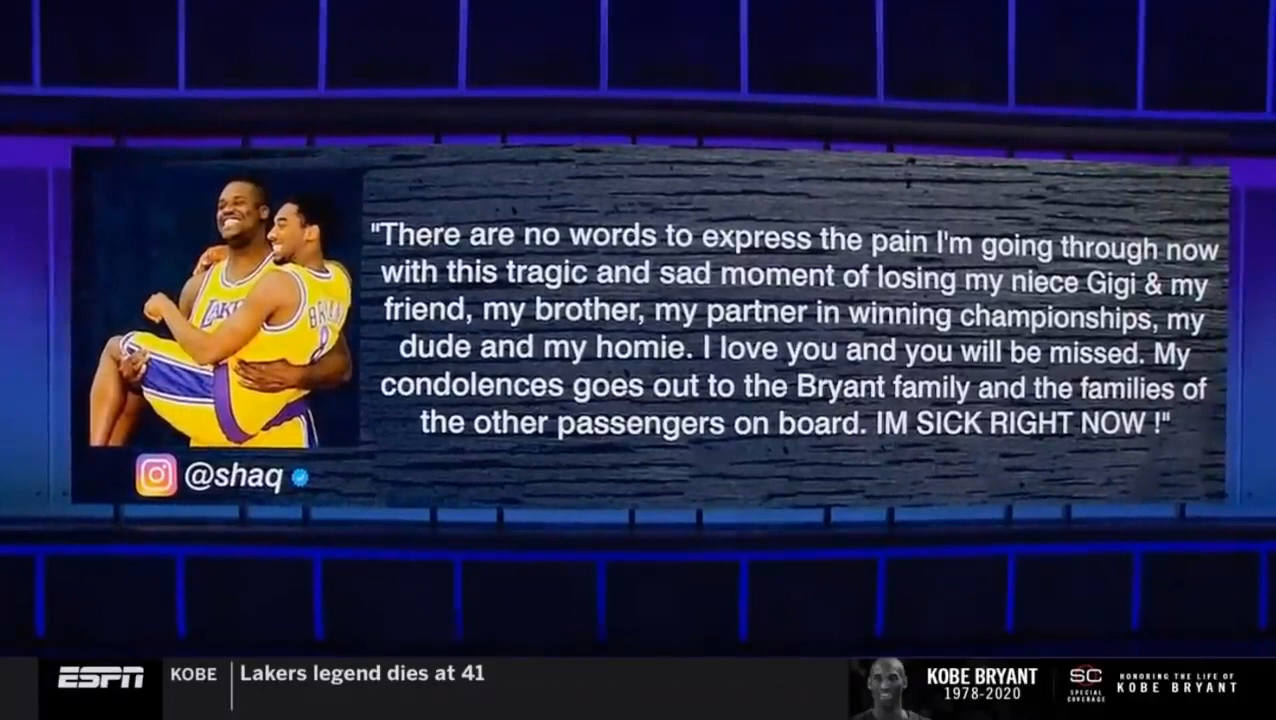 "There are no words to express the pain I'm going through now
with this tragic and sad moment of losing my niece Gigi & my
friend, my brother, my partner in winning championships, my
dude and my homie. I love you and you will be missed. My
condolences goes out to the Bryant family and the families of
the other passengers on board. IM SICK RIGHT NOW !"
@shaq
ESPN
KOBE
Lakers legend dies at 41
KOBE BRYANT
1978-2020
SC
SPECIAL
COVERAGE
HONORING THE LIFE OF
KOBE BRYANT